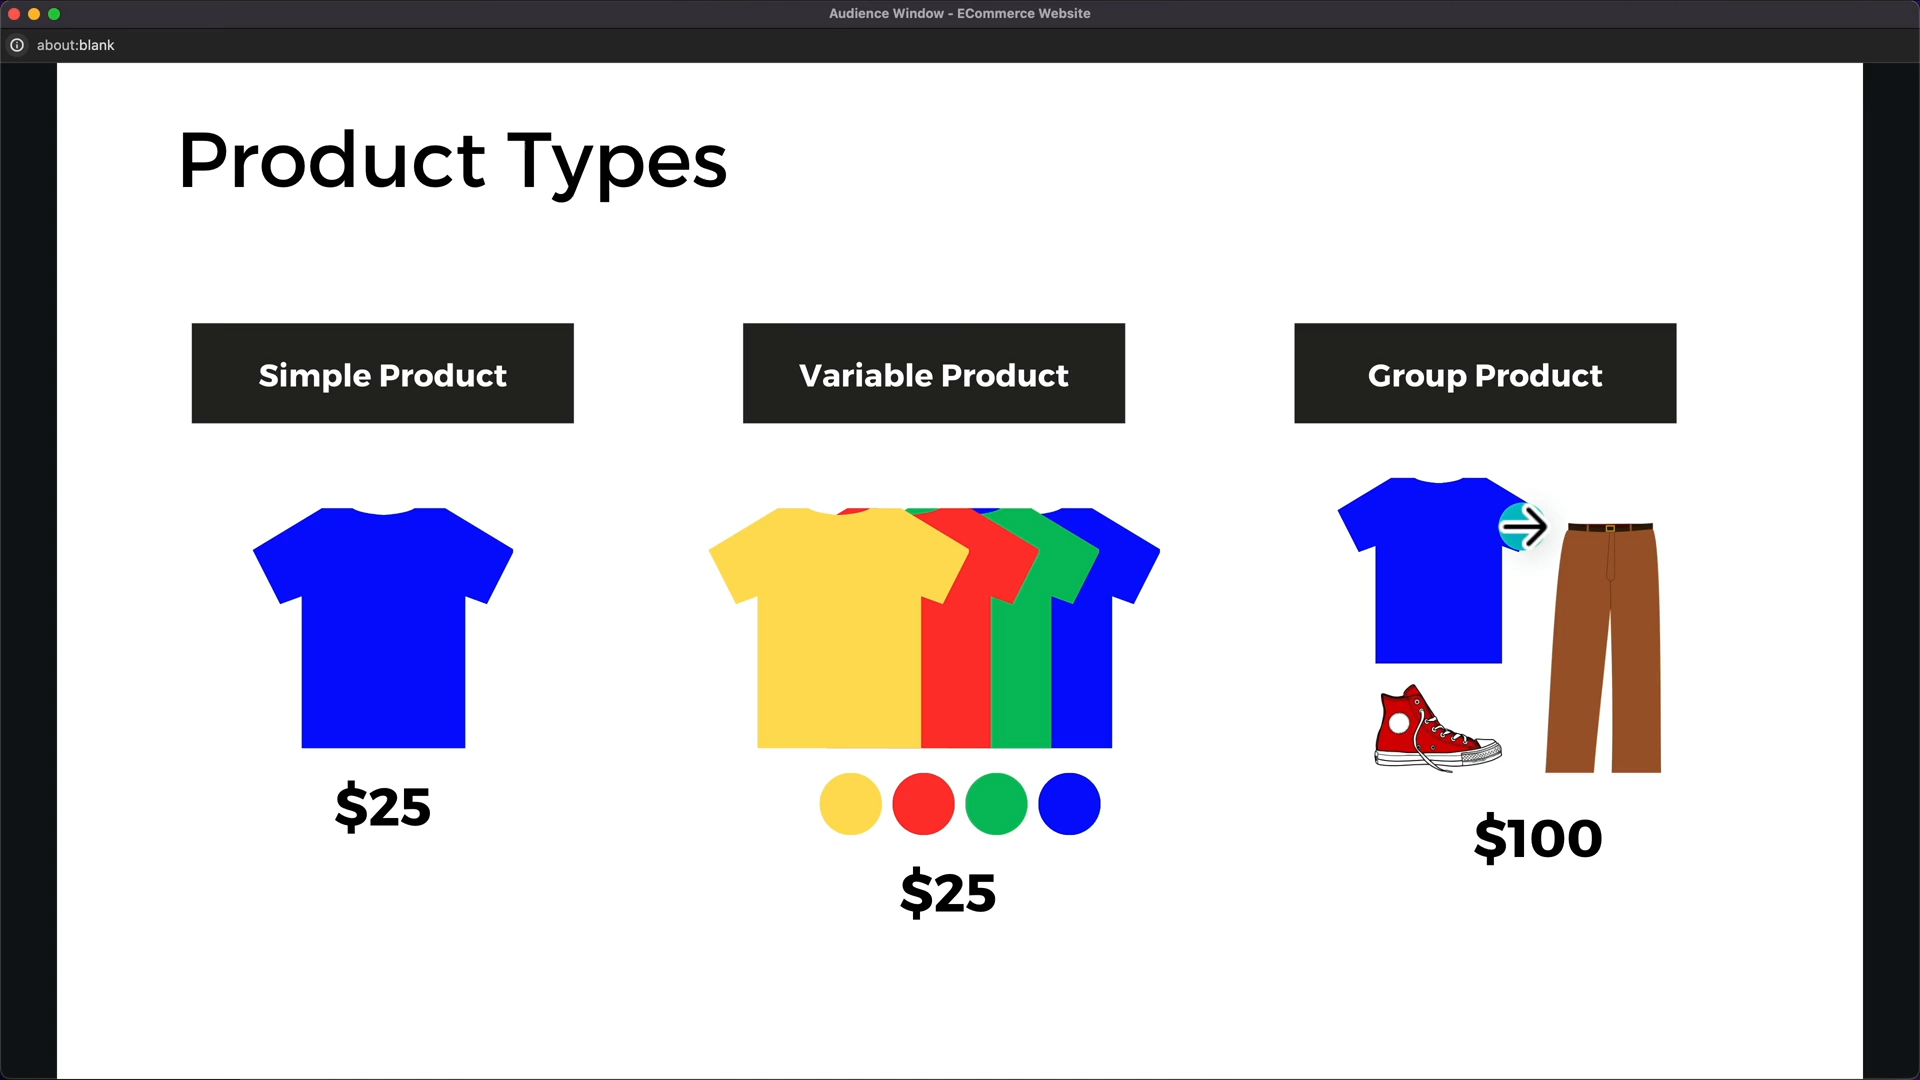 Audience Window - ECommerce Website
about:blank
Product Types
Simple Product
Variable Product
Group Product
$25
$25
$100